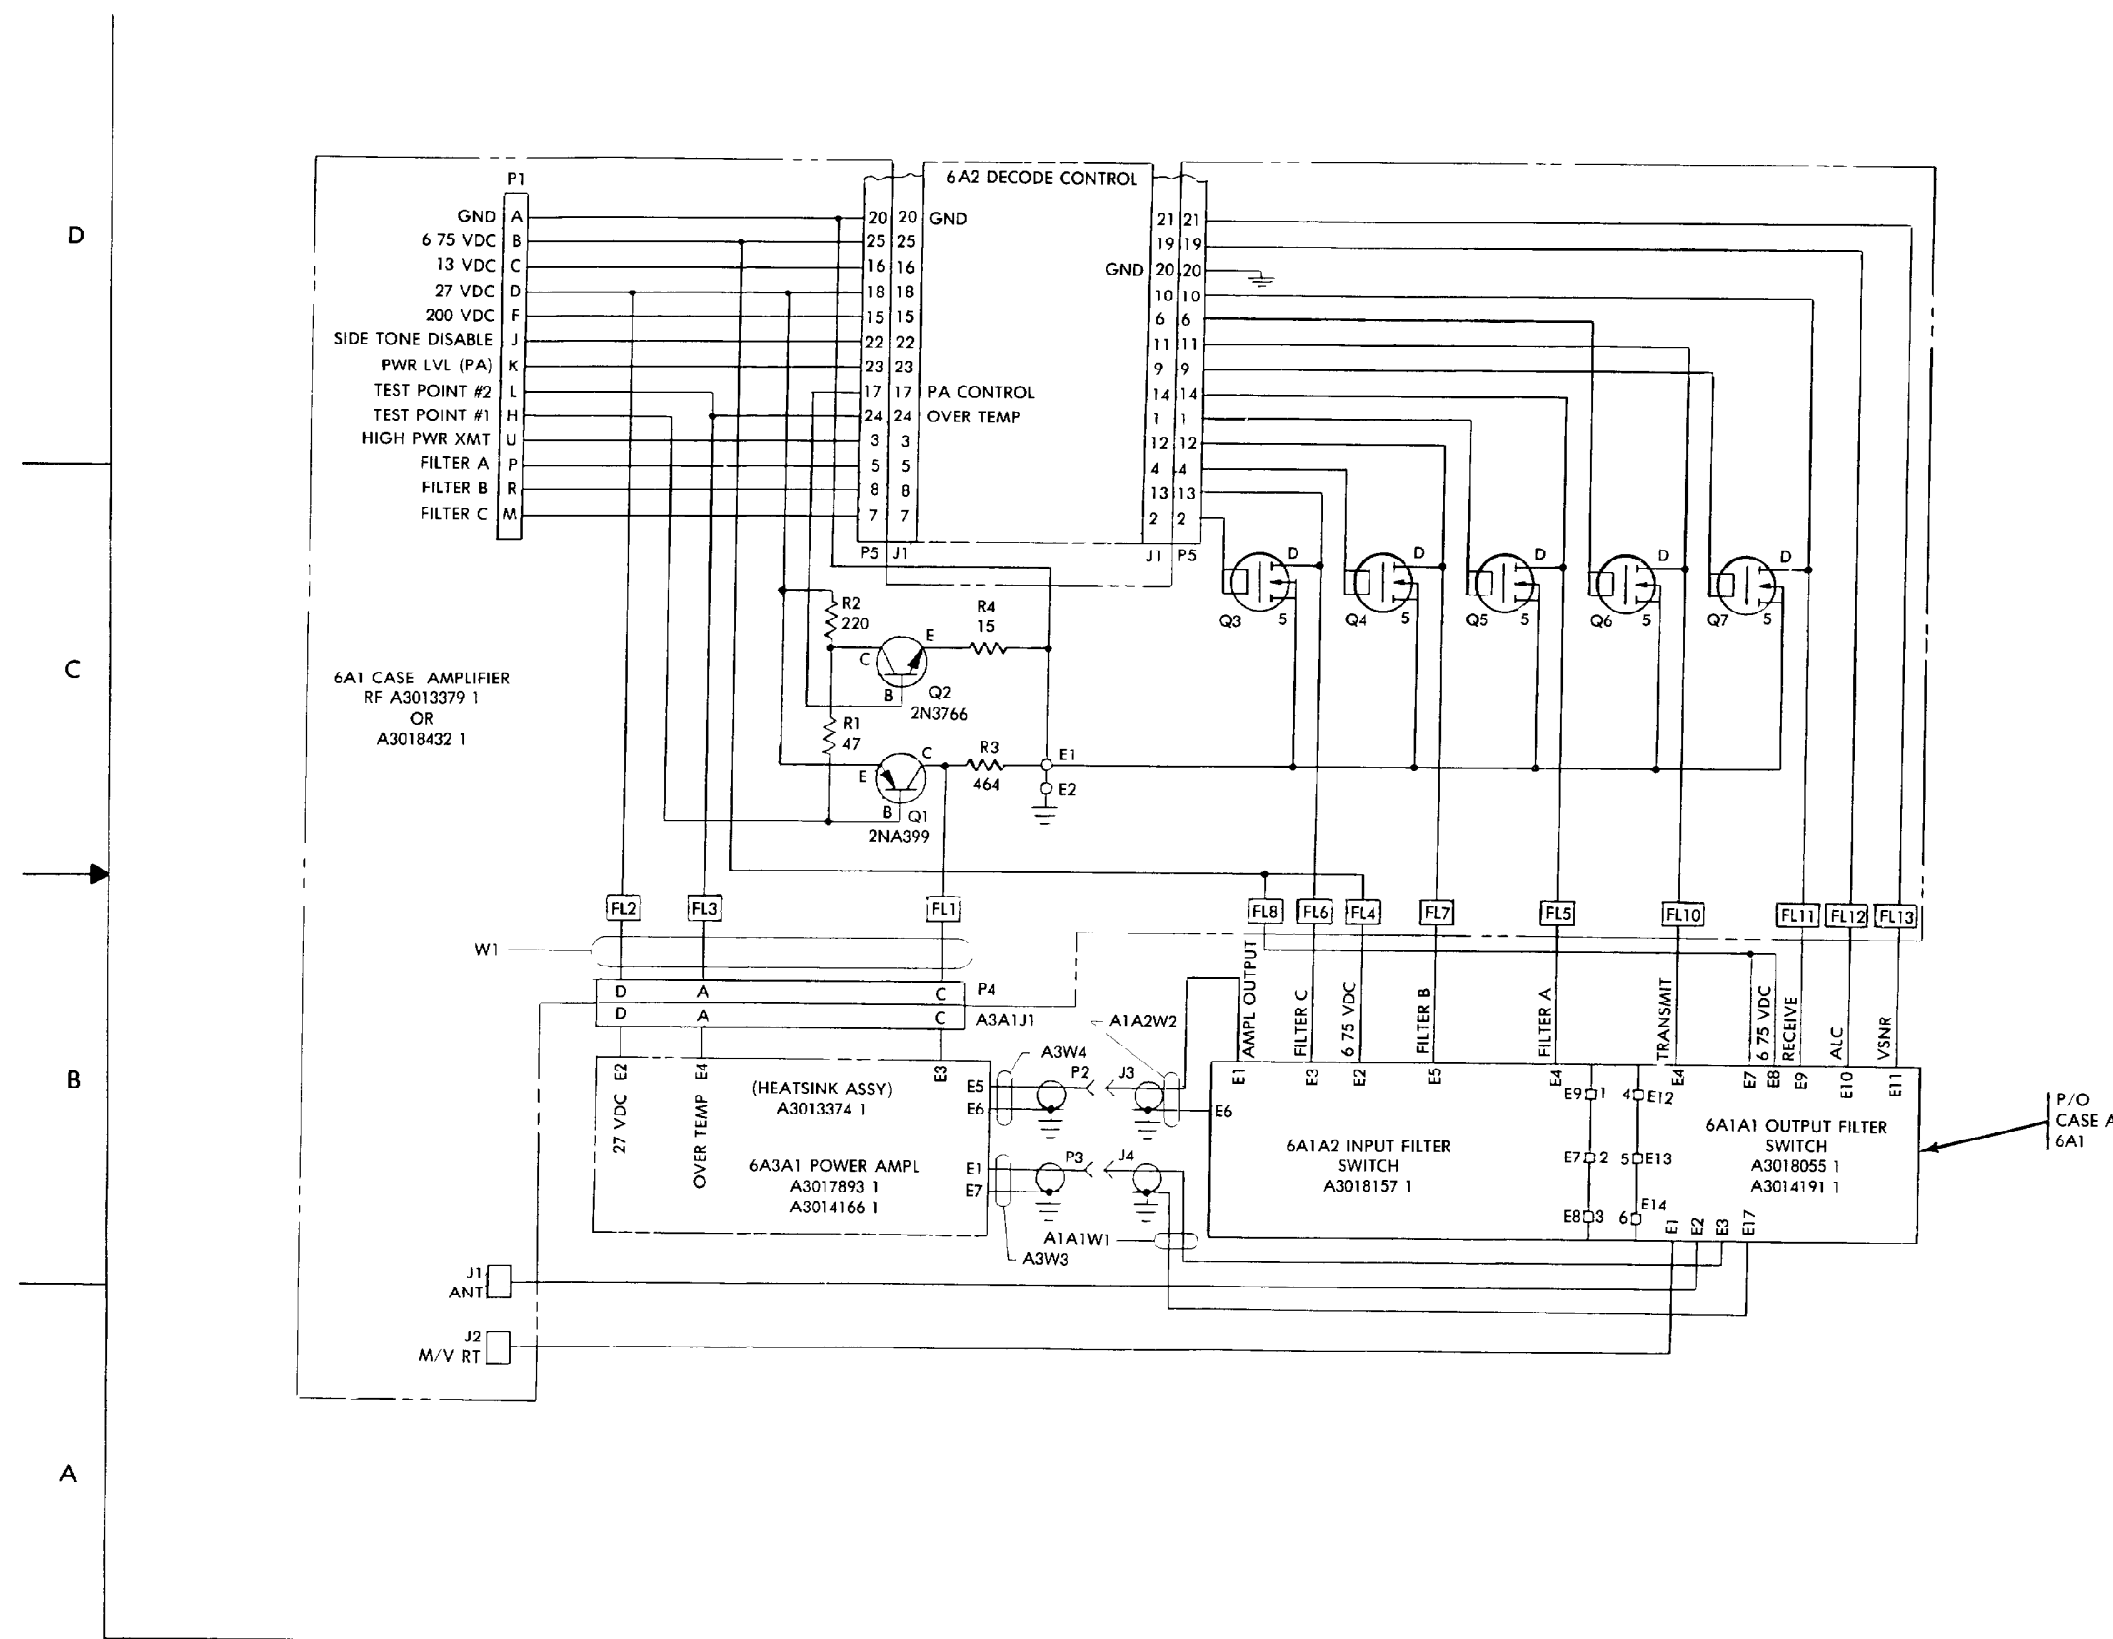 D
C
B
A
P1
GND A
6 75 VDC B
13 VDC C
27 VDC D
200 VDC F
SIDE TONE DISABLE J
PWR LVL (PA) K
TEST POINT #2 L
TEST POINT #1 H
HIGH PWR XMT U
FILTER A P
FILTER B R
FILTER C M
6A2 DECODE CONTROL
20 20 GND
25 25
16 16
18 18
15 15
22 22
23 23
17 17 PA CONTROL
24 24 OVER TEMP
3 3
5 5
8 8
7 7
P5 J1
21 21
19 19
GND 20 20
10 10
6 6
11 11
9 9
14 14
1 1
12 12
4 4
13 13
2 2
J1 P5
D
Q3 5
D
Q4 5
D
Q5 5
D
Q6 5
D
Q7 5
R2
220
R4
15
C
E
B
Q2
2N3766
R1
47
R3
464
E
C
B
Q1
2NA399
E1
E2
6A1 CASE AMPLIFIER
RF A3013379 1
OR
A3018432 1
FL2
FL3
FL1
FL8
FL6
FL4
FL7
FL5
FL10
FL11
FL12
FL13
W1
D A C P4
D A C A3A1J1
E2
27 VDC
E4
OVER TEMP
E3
(HEATSINK ASSY)
A3013374 1
6A3A1 POWER AMPL
A3017893 1
A3014166 1
E5
E6
E1
E7
A3W4
P2
J3
A1A2W2
P3
J4
A3W3
A1A1W1
AMPL OUTPUT
FILTER C
6 75 VDC
FILTER B
FILTER A
TRANSMIT
6 75 VDC
RECEIVE
ALC
VSNR
E1
E3
E2
E5
E4
E4
E7
E8
E9
E10
E11
E6
6A1A2 INPUT FILTER
SWITCH
A3018157 1
E9 1
E7 2
E8 3
4 E12
5 E13
6 E14
6A1A1 OUTPUT FILTER
SWITCH
A3018055 1
A3014191 1
E1
E2
E3
E17
P/O
CASE A
6A1
J1
ANT
J2
M/V RT